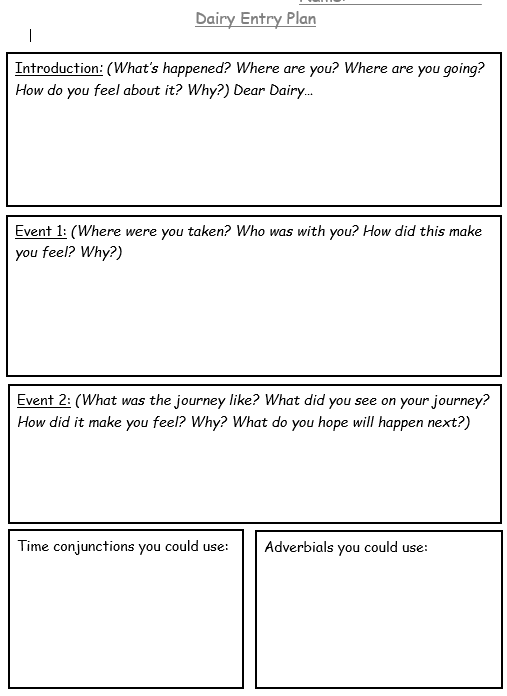 Name:
Dairy Entry Plan
Introduction: (What's happened? Where are you? Where are you going?
How do you feel about it? Why?) Dear Dairy...
Event 1: (Where were you taken? Who was with you? How did this make
you feel? Why?)
Event 2: (What was the journey like? What did you see on your journey?
How did it make you feel? Why? What do you hope will happen next?)
Time conjunctions you could use:
Adverbials you could use: